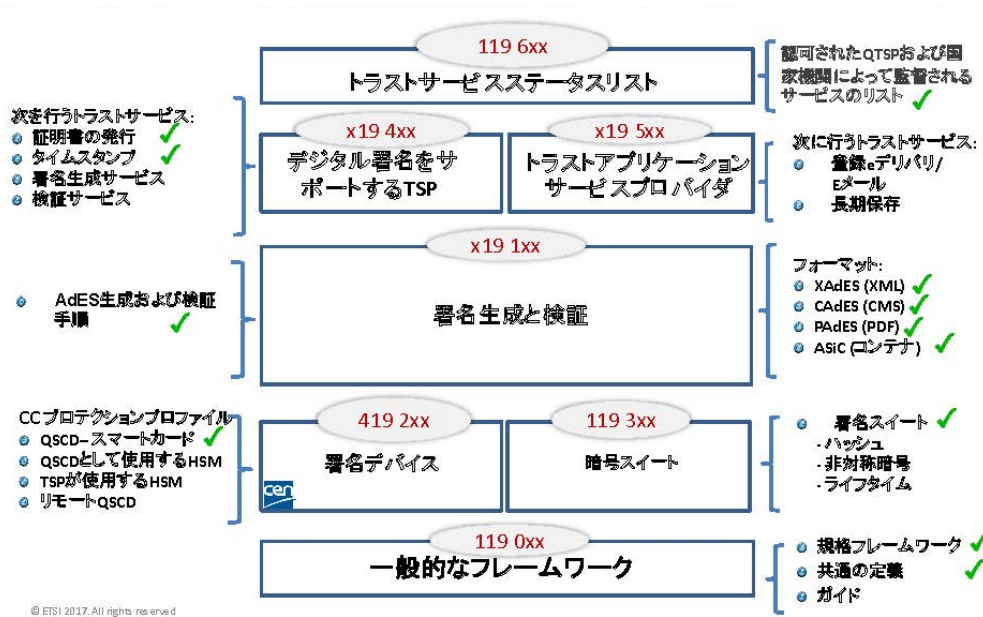 119 6xx
トラストサービスステータスリスト
認可されたQTSPおよび国
家機関によって監督される
サービスのリスト
次を行うトラストサービス:
証明書の発行
タイムスタンプ
署名生成サービス
検証サービス
x19 4xx
デジタル署名をサ
ポートするTSP
x19 5xx
トラストアプリケーション
サービスプロバイダ
次に行うトラストサービス:
登録eデリバリ/
Eメール
長期保存
x19 1xx
署名生成と検証
AdES生成および検証
手順
フォーマット:
XAdES (XML)
CAdES (CMS)
PAdES (PDF)
ASiC (コンテナ)
CCプロテクションプロファイル
QSCD–スマートカード
QSCDとして使用するHSM
TSPが使用するHSM
リモートQSCD
419 2xx
署名デバイス
cen
119 3xx
暗号スイート
署名スイート
- ハッシュ
- 非対称暗号
- ライフタイム
119 0xx
一般的なフレームワーク
規格フレームワーク
共通の定義
ガイド
© ETSI 2017. All rights reserved